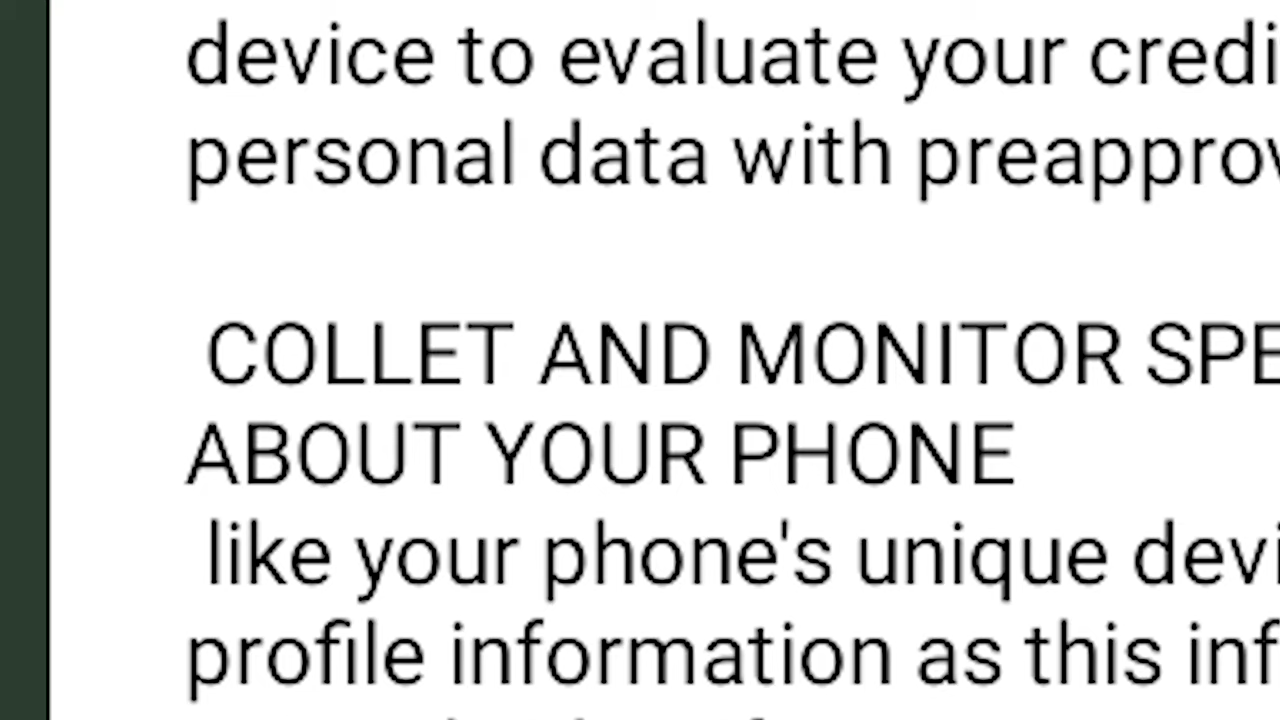 device to evaluate your credi
personal data with preapprov
COLLET AND MONITOR SPE
ABOUT YOUR PHONE
like your phone's unique devi
profile information as this inf